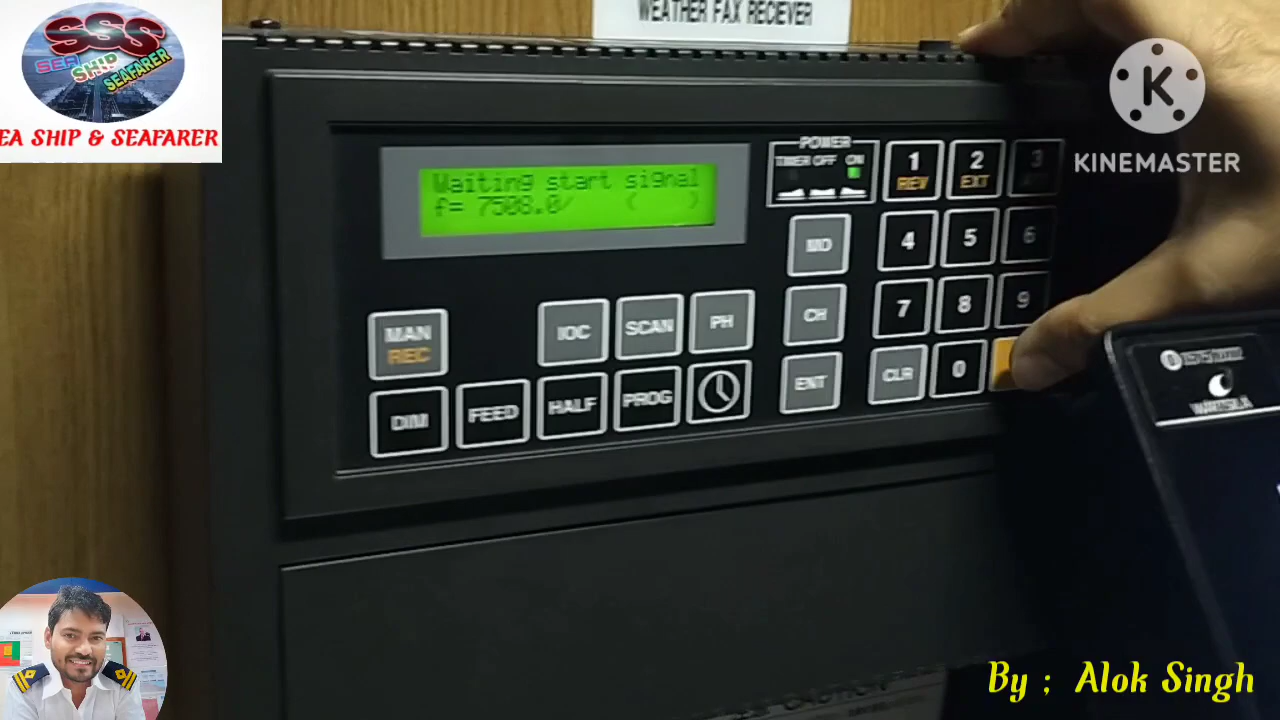 WEATHER FAX RECIEVER
SSS
SEA
SHIP
SEAFARER
EA SHIP & SEAFARER
K
KINEMASTER
Waiting start signal
f= 7508.0/ ( )
POWER
TIMER OFF ON
1 REV
2 EXT
3
MO
4
5
6
CH
7
8
9
ENT
CLR
0
MAN REC
IOC
SCAN
PH
DIM
FEED
HALF
PROG
WARTSILA
By ; Alok Singh